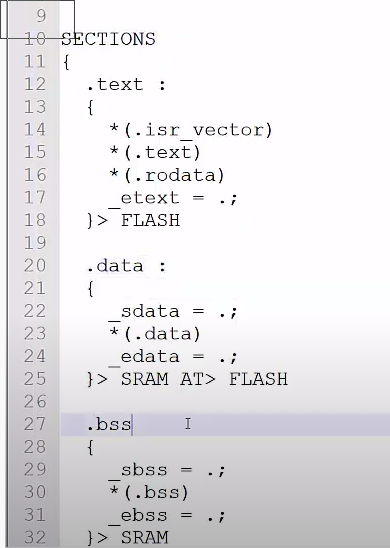 9
10 SECTIONS
11 {
12   .text :
13   {
14     *(.isr_vector)
15     *(.text)
16     *(.rodata)
17     _etext = .;
18   }> FLASH
19
20   .data :
21   {
22     _sdata = .;
23     *(.data)
24     _edata = .;
25   }> SRAM AT> FLASH
26
27   .bss
28   {
29     _sbss = .;
30     *(.bss)
31     _ebss = .;
32   }> SRAM